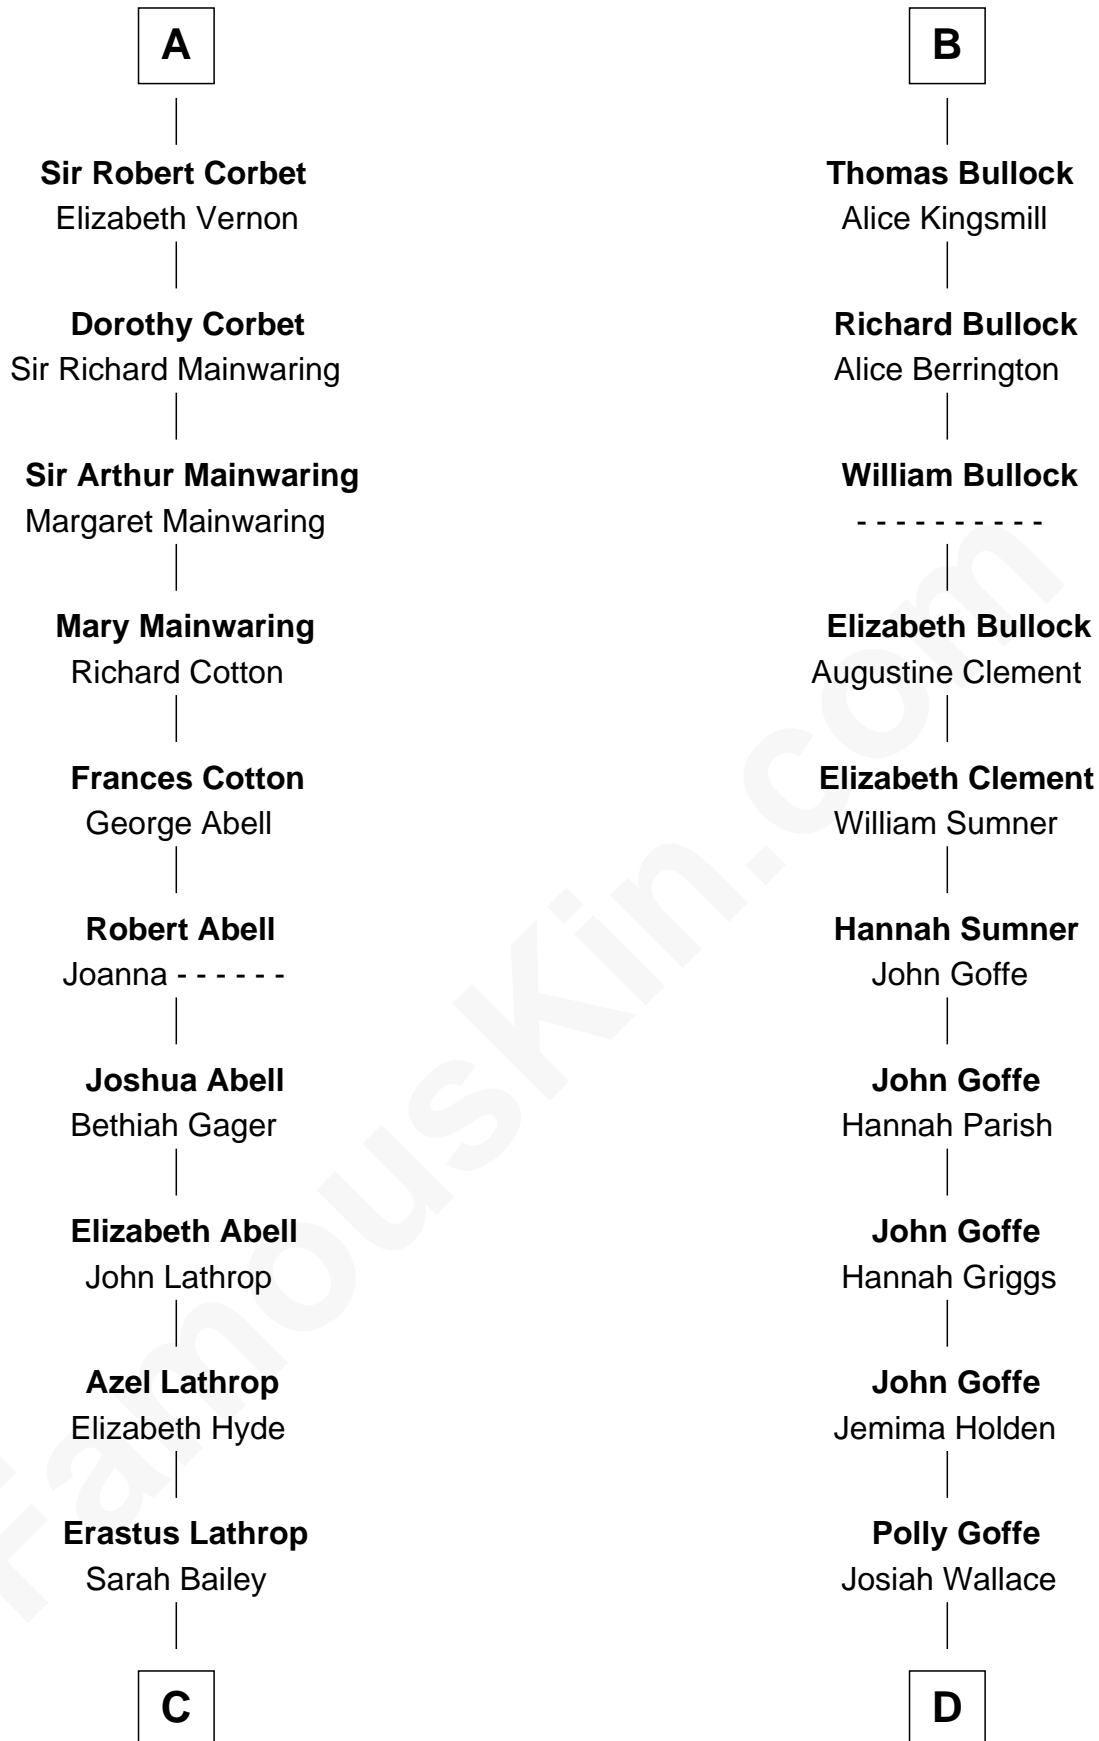 A
Sir Robert Corbet
Elizabeth Vernon
Dorothy Corbet
Sir Richard Mainwaring
Sir Arthur Mainwaring
Margaret Mainwaring
Mary Mainwaring
Richard Cotton
Frances Cotton
George Abell
Robert Abell
Joanna - - - - - -
Joshua Abell
Bethiah Gager
Elizabeth Abell
John Lathrop
Azel Lathrop
Elizabeth Hyde
Erastus Lathrop
Sarah Bailey
C
B
Thomas Bullock
Alice Kingsmill
Richard Bullock
Alice Berrington
William Bullock
- - - - - - - - - -
Elizabeth Bullock
Augustine Clement
Elizabeth Clement
William Sumner
Hannah Sumner
John Goffe
John Goffe
Hannah Parish
John Goffe
Hannah Griggs
John Goffe
Jemima Holden
Polly Goffe
Josiah Wallace
D
FamousKin.com